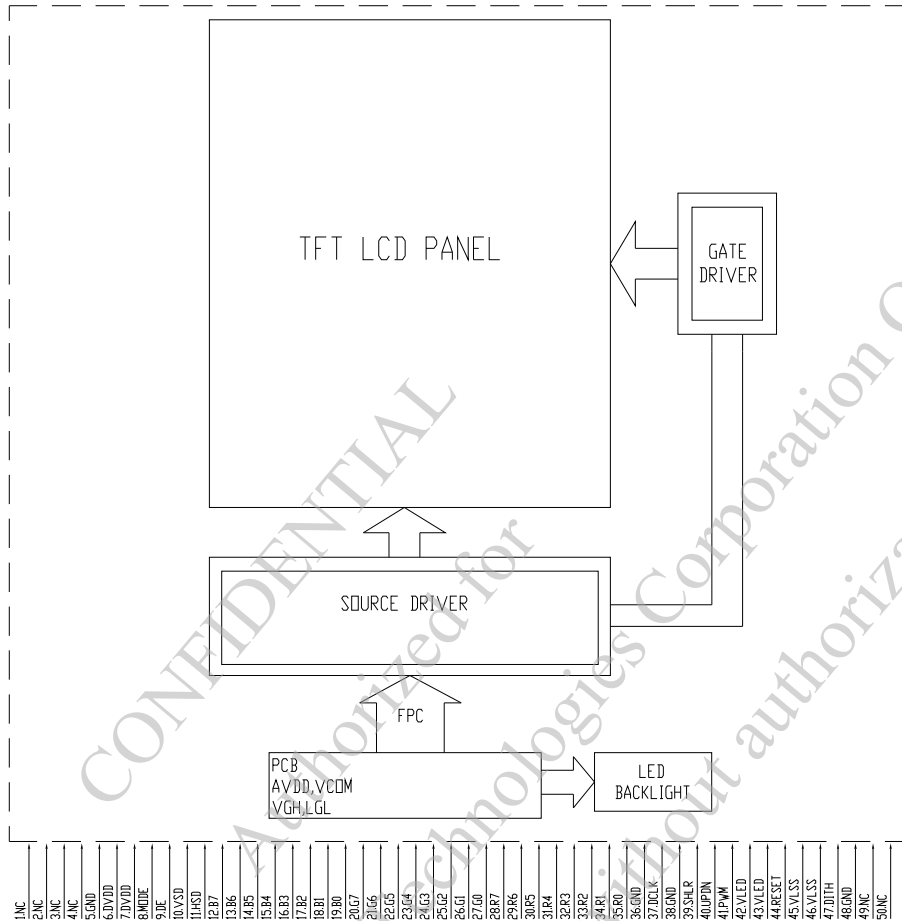 TFT LCD PANEL
GATE
DRIVER
SOURCE DRIVER
FPC
PCB
AVDD,VCOM
VGH,LGL
LED
BACKLIGHT
1.NC
2.NC
3.NC
4.NC
5.GND
6.DVDD
7.DVDD
8.MODE
9.DE
10.VSD
11.HSD
12.B7
13.B6
14.B5
15.B4
16.B3
17.B2
18.B1
19.B0
20.G7
21.G6
22.G5
23.G4
24.G3
25.G2
26.G1
27.G0
28.R7
29.R6
30.R5
31.R4
32.R3
33.R2
34.R1
35.R0
36.GND
37.DCLK
38.GND
39.SHLR
40.UPDN
41.PWM
42.VLED
43.VLED
44.RESET
45.VLSS
46.VLSS
47.DITH
48.GND
49.NC
50.NC
CONFIDENTIAL
Authorized for
Technologies Corporation
without